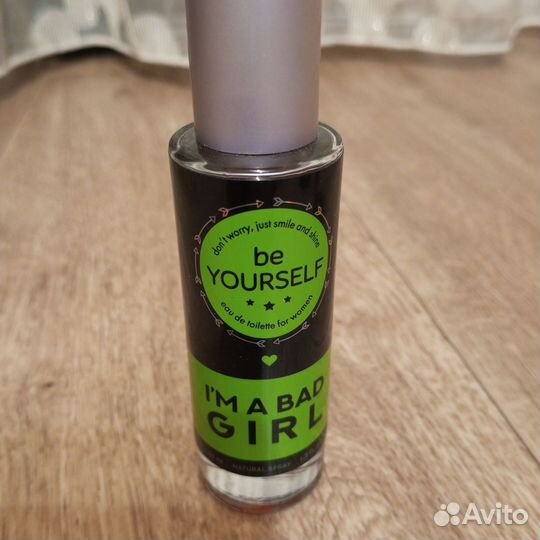 don't worry, just smile and shine
be
YOURSELF
eau de toilette for women
I'M A BAD
GIRL
NATURAL SPRAY
Avito